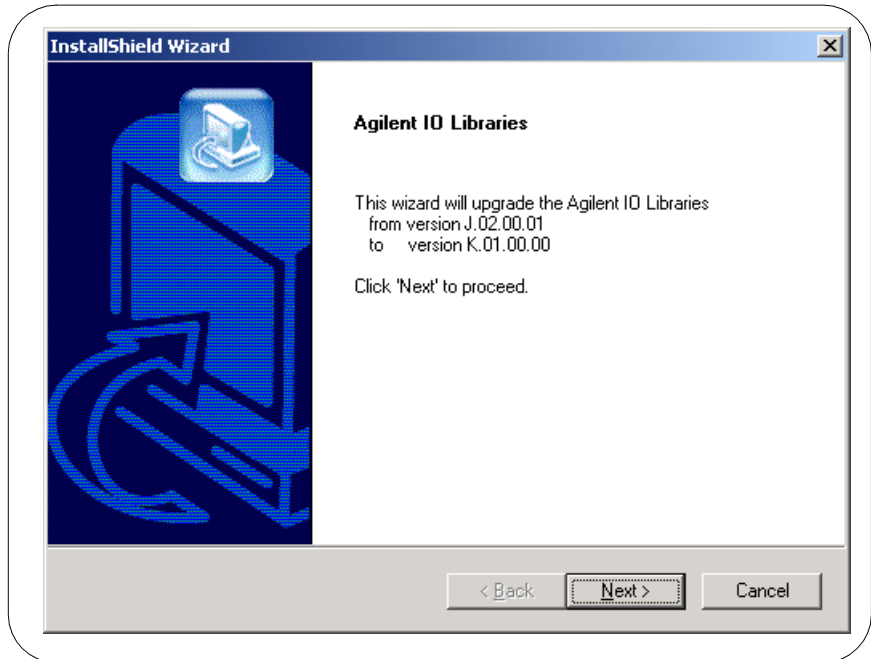 InstallShield Wizard
Agilent IO Libraries
This wizard will upgrade the Agilent IO Libraries
from version J.02.00.01
to version K.01.00.00
Click 'Next' to proceed.
< Back Next > Cancel